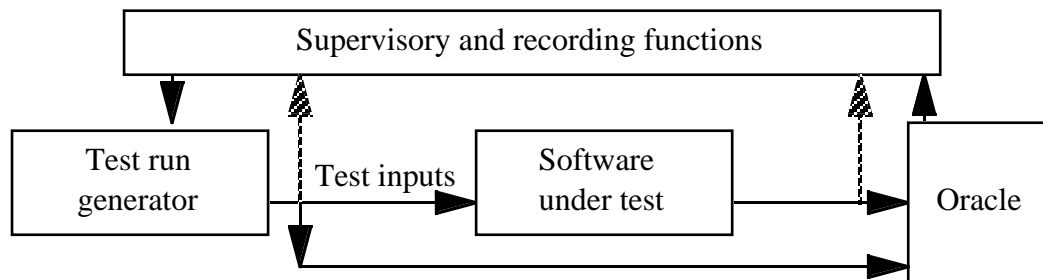 Supervisory and recording functions
Test run
generator
Test inputs
Software
under test
Oracle